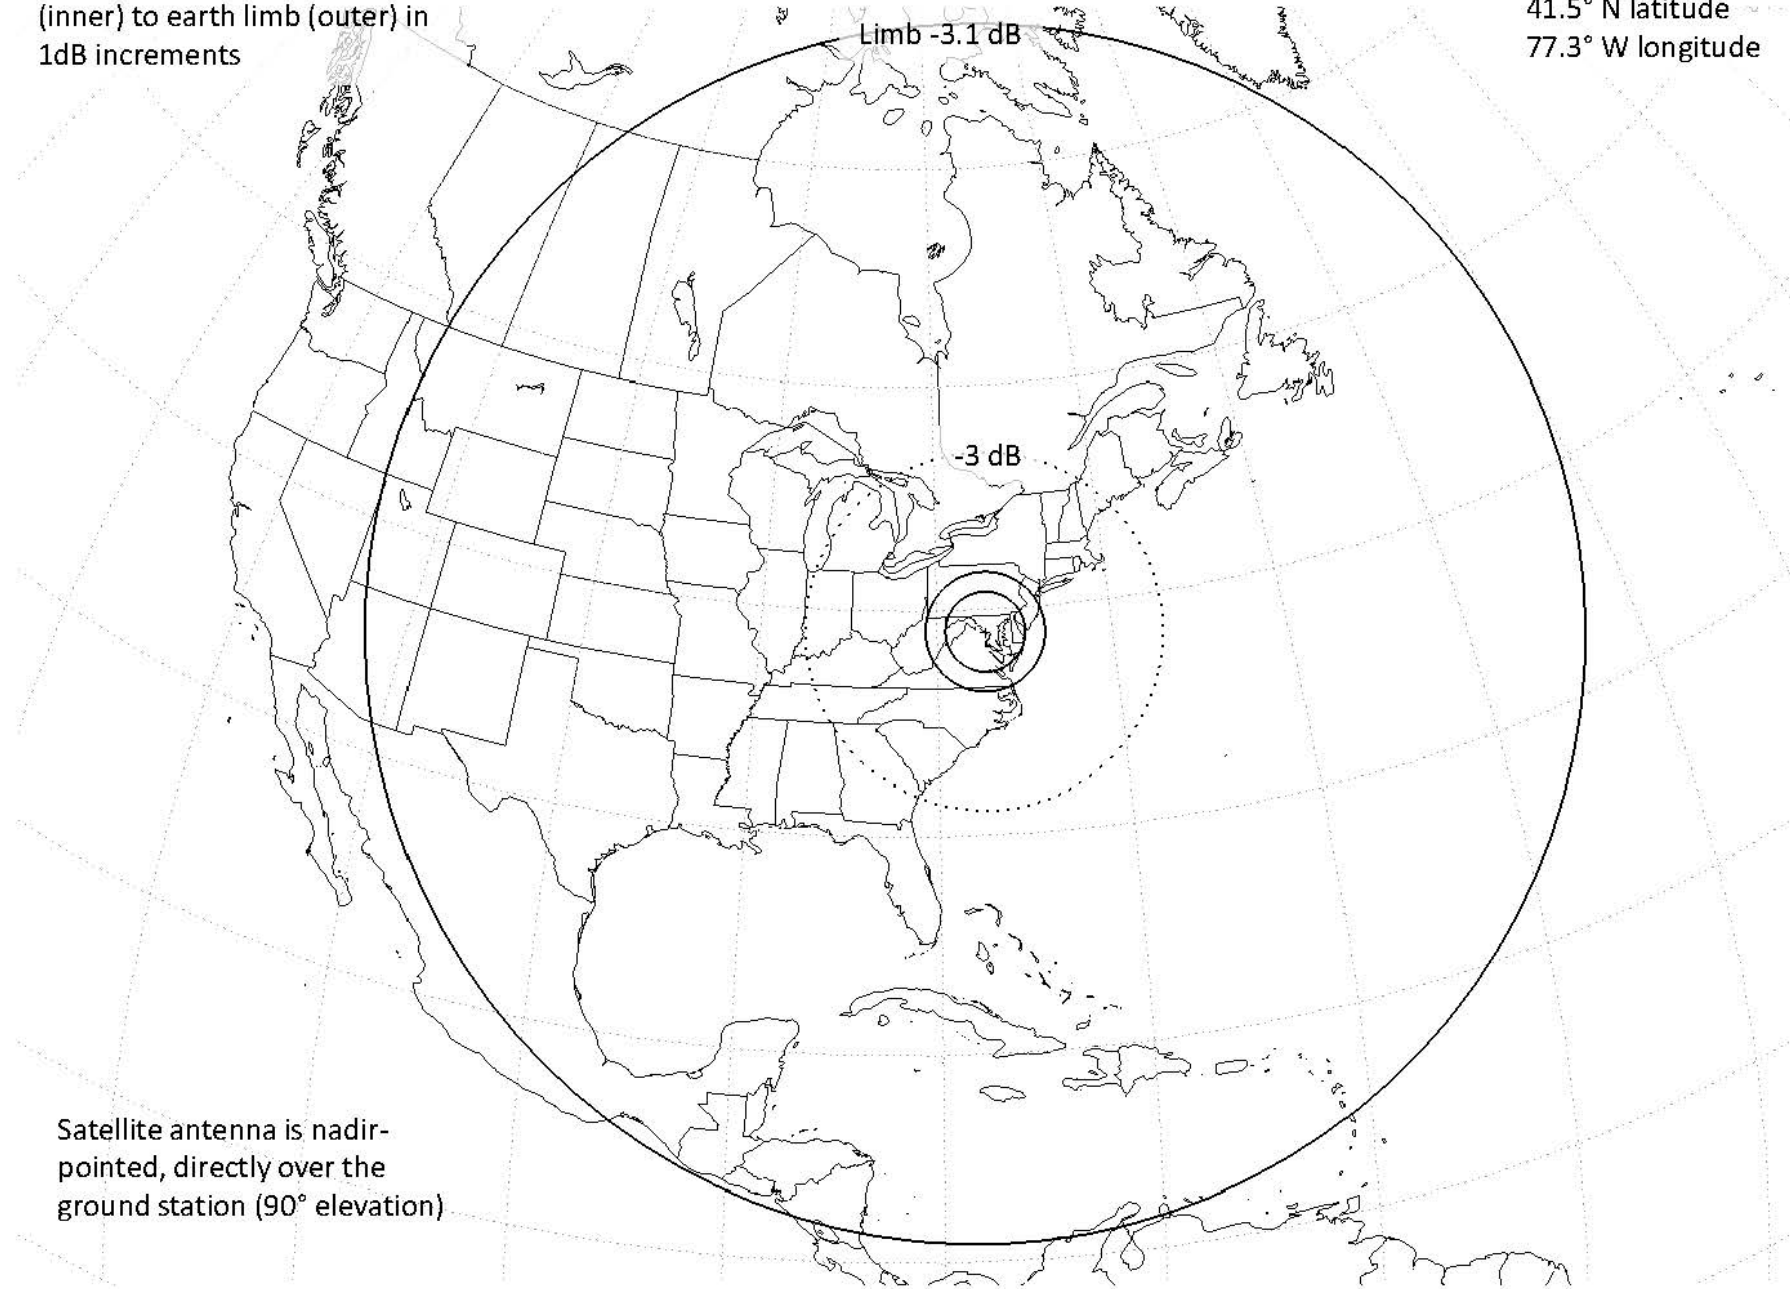 (inner) to earth limb (outer) in
1dB increments
41.5° N latitude
77.3° W longitude
Limb -3.1 dB
-3 dB
Satellite antenna is nadir-
pointed, directly over the
ground station (90° elevation)